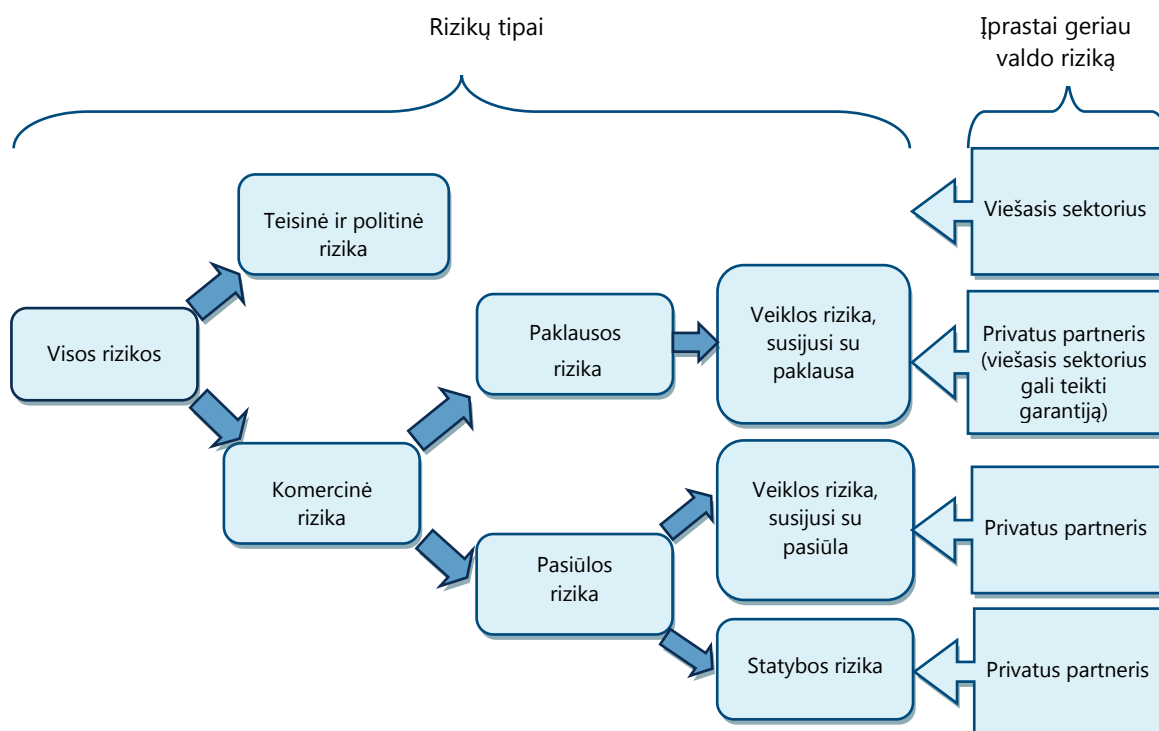 Rizikų tipai
Įprastai geriau
valdo riziką
Teisinė ir politinė
rizika
Viešasis sektorius
Visos rizikos
Paklausos
rizika
Veiklos rizika,
susijusi su
paklausa
Privatus partneris
(viešasis sektorius
gali teikti
garantiją)
Komercinė
rizika
Pasiūlos
rizika
Veiklos rizika,
susijusi su
pasiūla
Privatus partneris
Statybos rizika
Privatus partneris